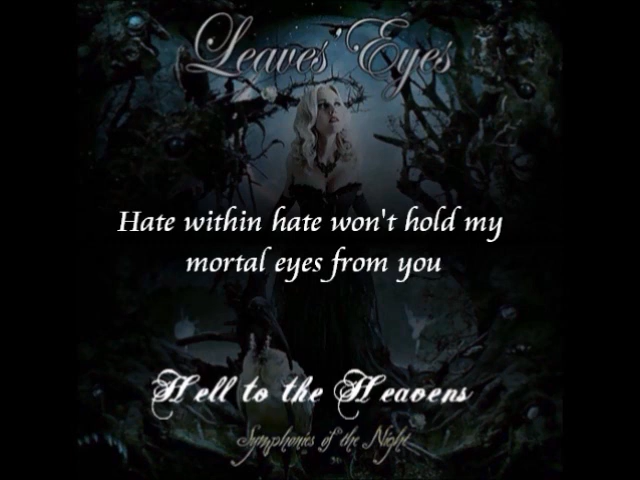 Leaves' Eyes
Hate within hate won't hold my
mortal eyes from you
Hell to the Heavens
Symphonies of the Night